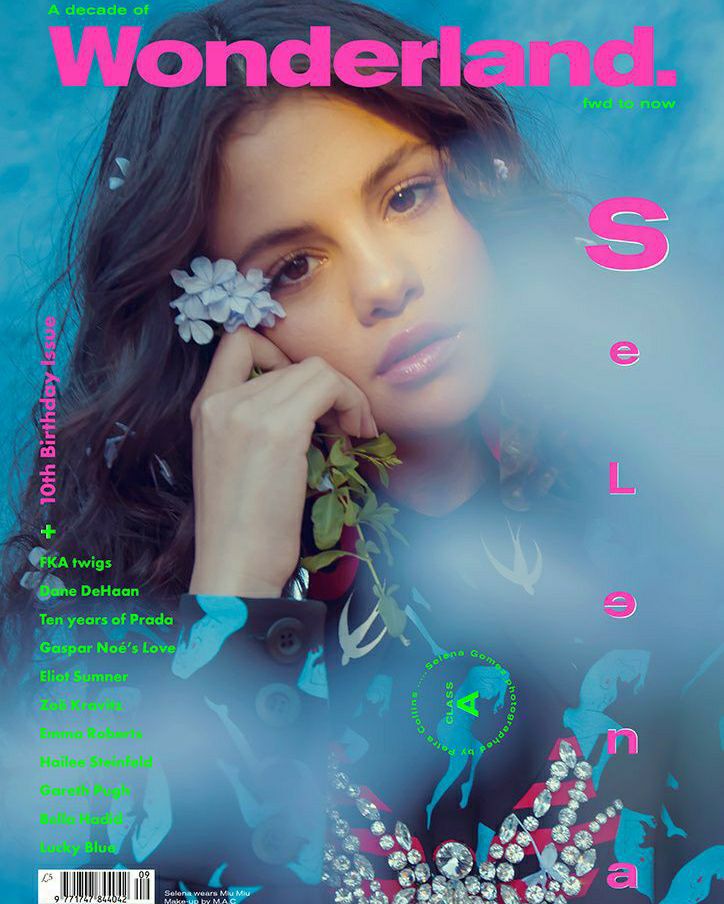 A decade of
Wonderland.
fwd to now
SeLena
10th Birthday Issue
+
FKA twigs
Dane DeHaan
Ten years of Prada
Gaspar Noé's Love
Eliot Sumner
Zoë Kravitz
Emma Roberts
Hailee Steinfeld
Gareth Pugh
Bella Hadid
Lucky Blue
CLASS
A
Selena Gomez photographed by Petra Collins .....
£5
09
9 771747 844042
Selena wears Miu Miu
Make-up by M.A.C